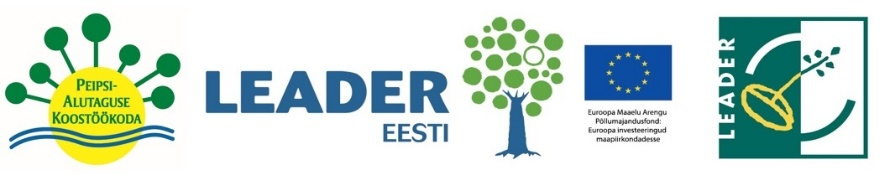 PEIPSI-
ALUTAGUSE
KOOSTÖÖKODA
LEADER
EESTI
Euroopa Maaelu Arengu
Põllumajandusfond:
Euroopa investeeringud
maapiirkondadesse
LEADER